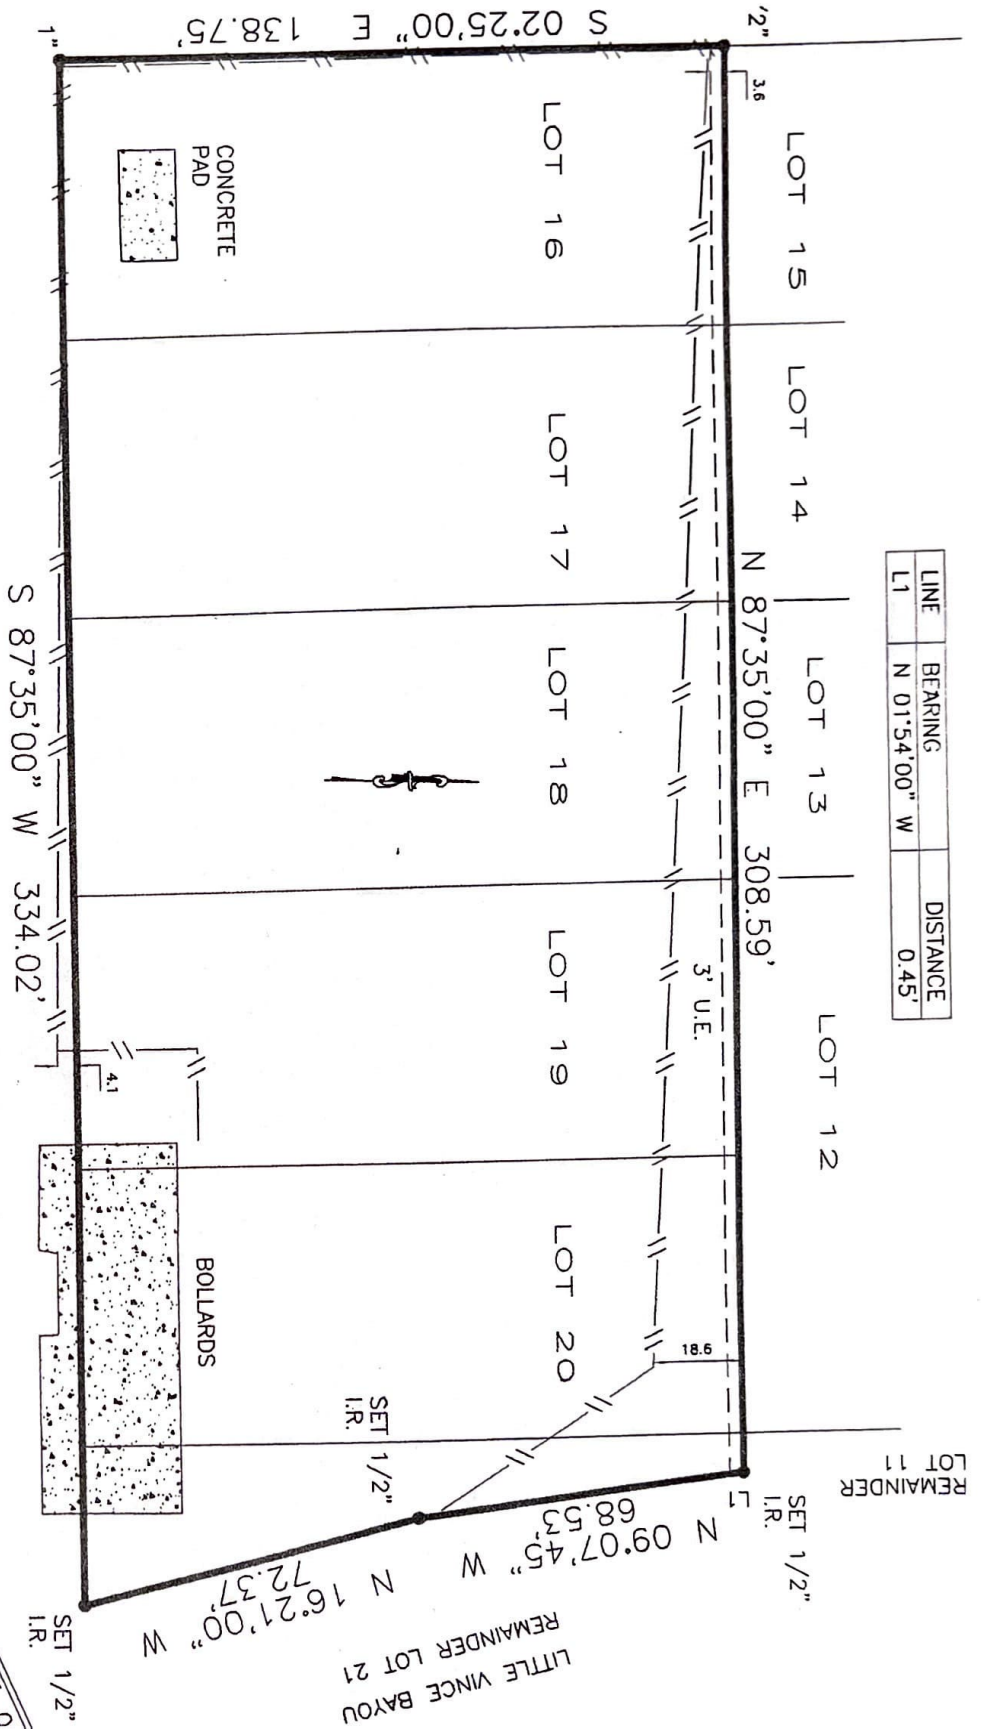 LINE BEARING DISTANCE
L1 N 01°54'00" W 0.45'
REMAINDER
LOT 11
LOT 15
LOT 14
LOT 13
LOT 12
'2"
3.6
N 87°35'00" E 308.59'
3' U.E.
SET 1/2"
I.R.
L1
18.6
LOT 16
LOT 17
LOT 18
LOT 19
LOT 20
S 02°25'00" E 138.75'
N 09°07'45" W
68.53'
SET 1/2"
I.R.
N 16°21'00" W
72.37'
LITTLE VINCE BAYOU
REMAINDER LOT 21
CONCRETE
PAD
BOLLARDS
4.1
1"
S 87°35'00" W 334.02'
SET 1/2"
I.R.